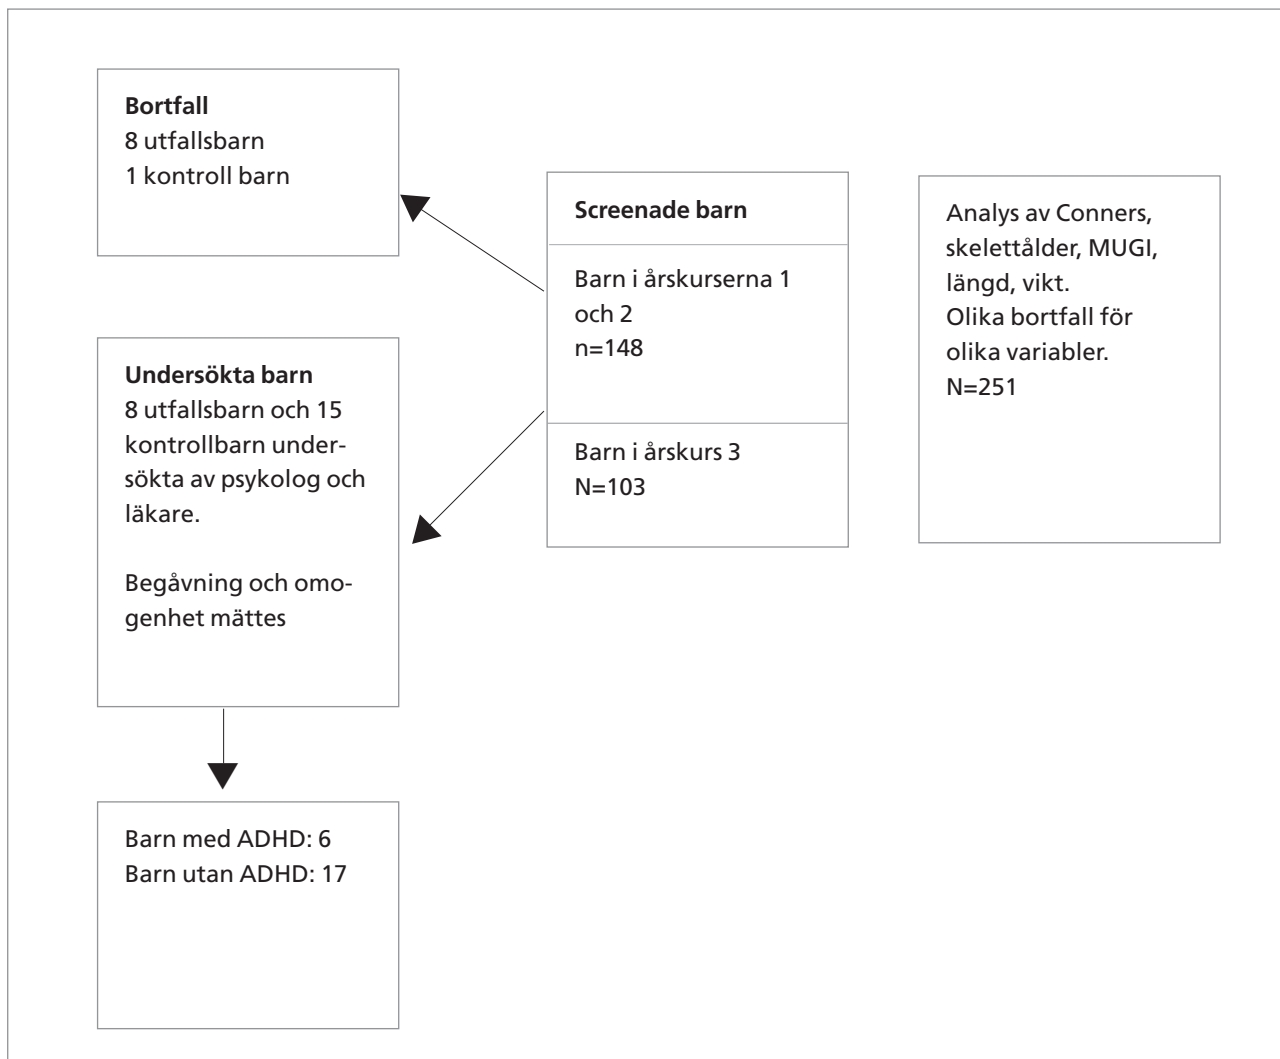 Bortfall
8 utfallsbarn
1 kontroll barn
Undersökta barn
8 utfallsbarn och 15
kontrollbarn under-
sökta av psykolog och
läkare.
Begåvning och omo-
genhet mättes
Barn med ADHD: 6
Barn utan ADHD: 17
Screenade barn
Barn i årskurserna 1
och 2
n=148
Barn i årskurs 3
N=103
Analys av Conners,
skelettålder, MUGI,
längd, vikt.
Olika bortfall för
olika variabler.
N=251